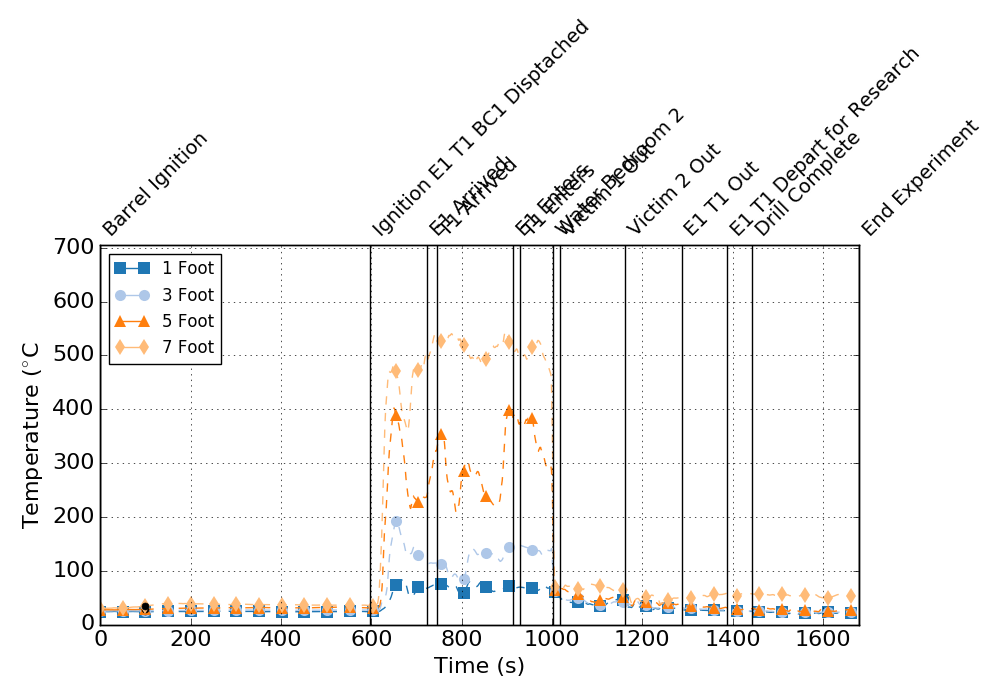 Barrel Ignition
Ignition E1 T1 BC1 Disptached
E1 Arrived
T1 Arrived
E1 Enters
T1 Enters
Water Bedroom 2
Victim 1 Out
Victim 2 Out
E1 T1 Out
E1 T1 Depart for Research
Drill Complete
End Experiment
700
600
500
400
300
200
100
0
Temperature (°C
1 Foot
3 Foot
5 Foot
7 Foot
0 200 400 600 800 1000 1200 1400 1600
Time (s)